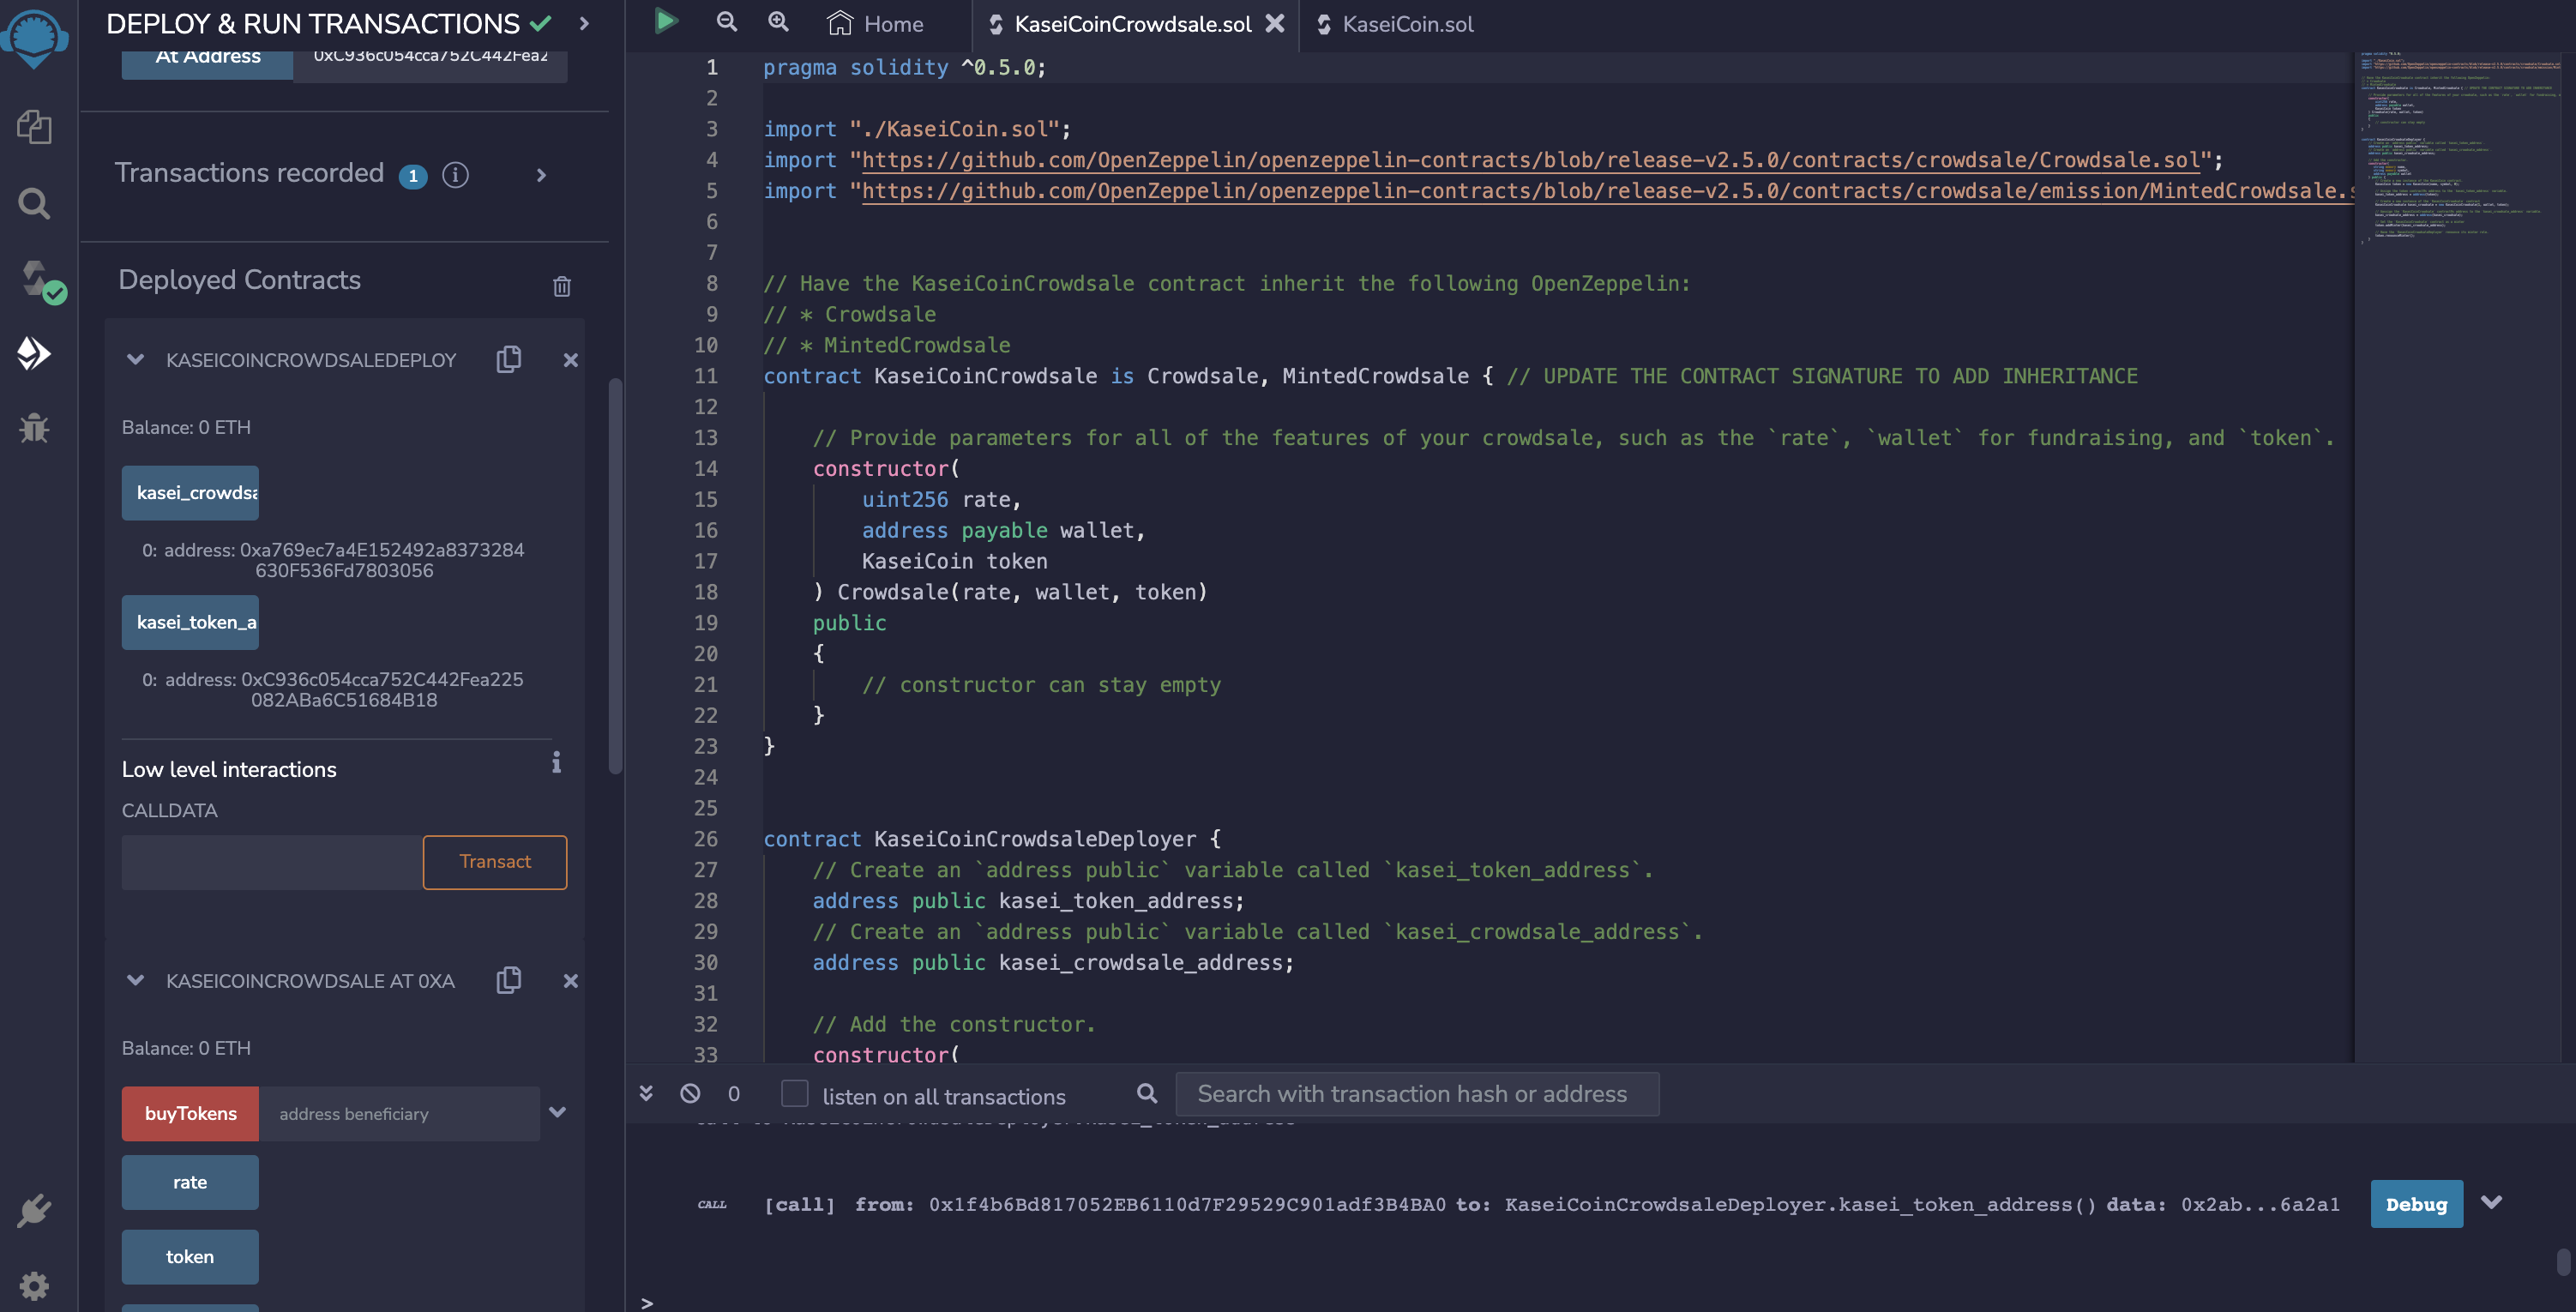 DEPLOY & RUN TRANSACTIONS
At Address 0xC936c054cca752C442Fea2
Transactions recorded 1 i
Deployed Contracts
KASEICOINCROWDSALEDEPLOY
Balance: 0 ETH
kasei_crowdsa
0: address: 0xa769ec7a4E152492a8373284
630F536Fd7803056
kasei_token_a
0: address: 0xC936c054cca752C442Fea225
082ABa6C51684B18
Low level interactions
CALLDATA
Transact
KASEICOINCROWDSALE AT 0XA
Balance: 0 ETH
buyTokens address beneficiary
rate
token
Home
KaseiCoinCrowdsale.sol
KaseiCoin.sol
1 pragma solidity ^0.5.0;
2
3 import "./KaseiCoin.sol";
4 import "https://github.com/OpenZeppelin/openzeppelin-contracts/blob/release-v2.5.0/contracts/crowdsale/Crowdsale.sol";
5 import "https://github.com/OpenZeppelin/openzeppelin-contracts/blob/release-v2.5.0/contracts/crowdsale/emission/MintedCrowdsale.s
6
7
8 // Have the KaseiCoinCrowdsale contract inherit the following OpenZeppelin:
9 // * Crowdsale
10 // * MintedCrowdsale
11 contract KaseiCoinCrowdsale is Crowdsale, MintedCrowdsale { // UPDATE THE CONTRACT SIGNATURE TO ADD INHERITANCE
12
13 // Provide parameters for all of the features of your crowdsale, such as the `rate`, `wallet` for fundraising, and `token`.
14 constructor(
15 uint256 rate,
16 address payable wallet,
17 KaseiCoin token
18 ) Crowdsale(rate, wallet, token)
19 public
20 {
21 // constructor can stay empty
22 }
23 }
24
25
26 contract KaseiCoinCrowdsaleDeployer {
27 // Create an `address public` variable called `kasei_token_address`.
28 address public kasei_token_address;
29 // Create an `address public` variable called `kasei_crowdsale_address`.
30 address public kasei_crowdsale_address;
31
32 // Add the constructor.
33 constructor(
0 listen on all transactions Search with transaction hash or address
CALL [call] from: 0x1f4b6Bd817052EB6110d7F29529C901adf3B4BA0 to: KaseiCoinCrowdsaleDeployer.kasei_token_address() data: 0x2ab...6a2a1 Debug
>